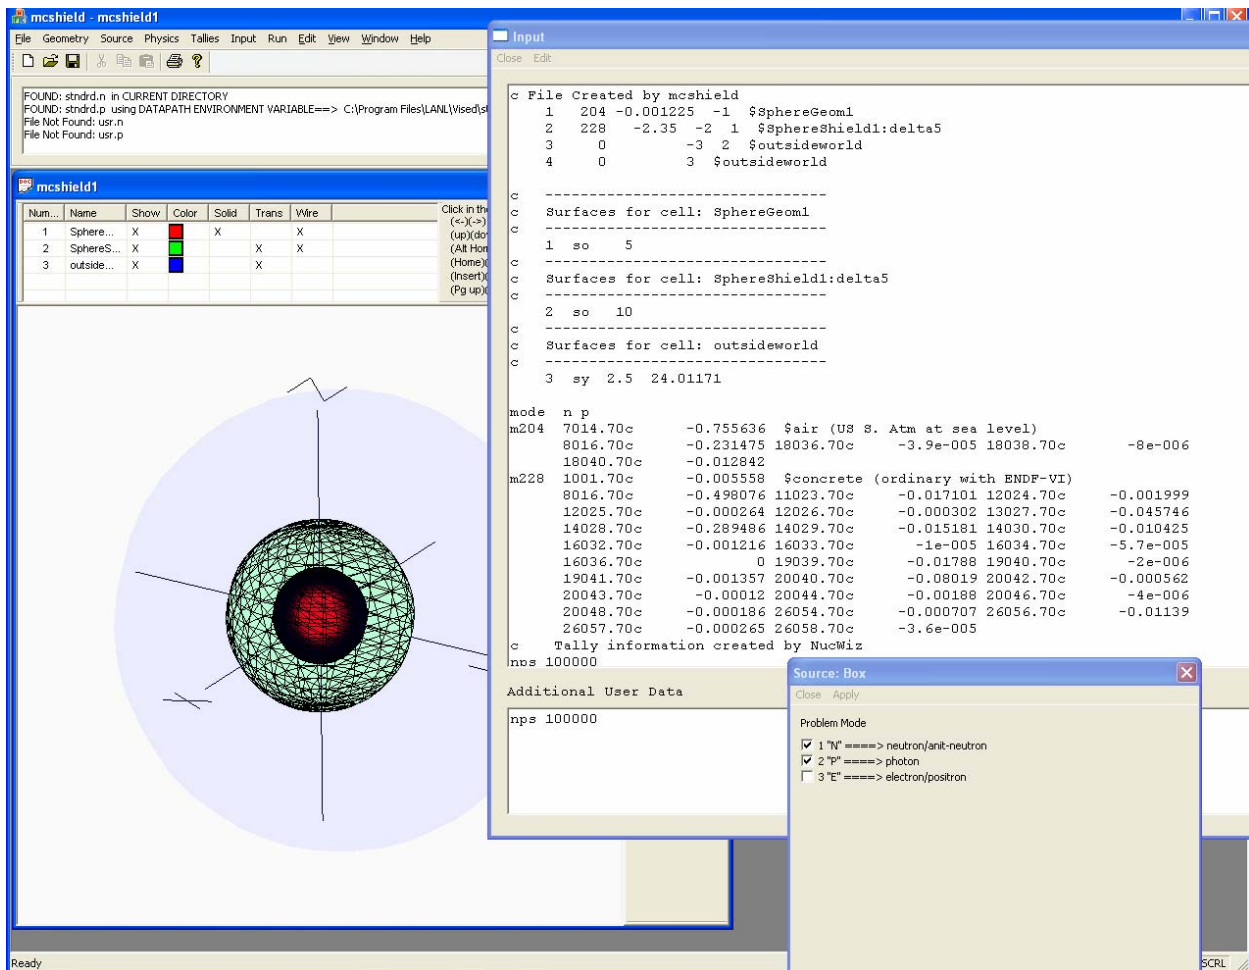 mcshield - mcshield1
File Geometry Source Physics Tallies Input Run Edit View Window Help
FOUND: stndrd.n in CURRENT DIRECTORY
FOUND: stndrd.p using DATAPATH ENVIRONMENT VARIABLE==> C:\Program Files\LANL\Vised\
File Not Found: usr.n
File Not Found: usr.p
mcshield1
Num... Name Show Color Solid Trans Wire
1 Sphere... X X X
2 SphereS... X X X
3 outside... X X
Click in the
(<-)(->)
(Home)
(Insert)
(Pg up)
Input
Close Edit
c File Created by mcshield
1 204 -0.001225 -1 $SphereGeom1
2 228 -2.35 -2 1 $SphereShield1:delta5
3 0 -3 2 $outsideworld
4 0 3 $outsideworld
c -------------------------------
c Surfaces for cell: SphereGeom1
c -------------------------------
1 so 5
c -------------------------------
c Surfaces for cell: SphereShield1:delta5
c -------------------------------
2 so 10
c -------------------------------
c Surfaces for cell: outsideworld
c -------------------------------
3 sy 2.5 24.01171
mode n p
m204 7014.70c -0.755636 $air (US S. Atm at sea level)
8016.70c -0.231475 18036.70c -3.9e-005 18038.70c -8e-006
18040.70c -0.012842
m228 1001.70c -0.005558 $concrete (ordinary with ENDF-VI)
8016.70c -0.498076 11023.70c -0.017101 12024.70c -0.001999
12025.70c -0.000264 12026.70c -0.000302 13027.70c -0.045746
14028.70c -0.289486 14029.70c -0.015181 14030.70c -0.010425
16032.70c -0.001216 16033.70c -1e-005 16034.70c -5.7e-005
16036.70c 0 19039.70c -0.01788 19040.70c -2e-006
19041.70c -0.001357 20040.70c -0.08019 20042.70c -0.000562
20043.70c -0.00012 20044.70c -0.00188 20046.70c -4e-006
20048.70c -0.000186 26054.70c -0.000707 26056.70c -0.01139
26057.70c -0.000265 26058.70c -3.6e-005
c Tally information created by NucWiz
nps 100000
Additional User Data
nps 100000
Source: Box
Close Apply
Problem Mode
1 "N" ====> neutron/anit-neutron
2 "P" ====> photon
3 "E" ====> electron/positron
Z
X
Ready
SCRL